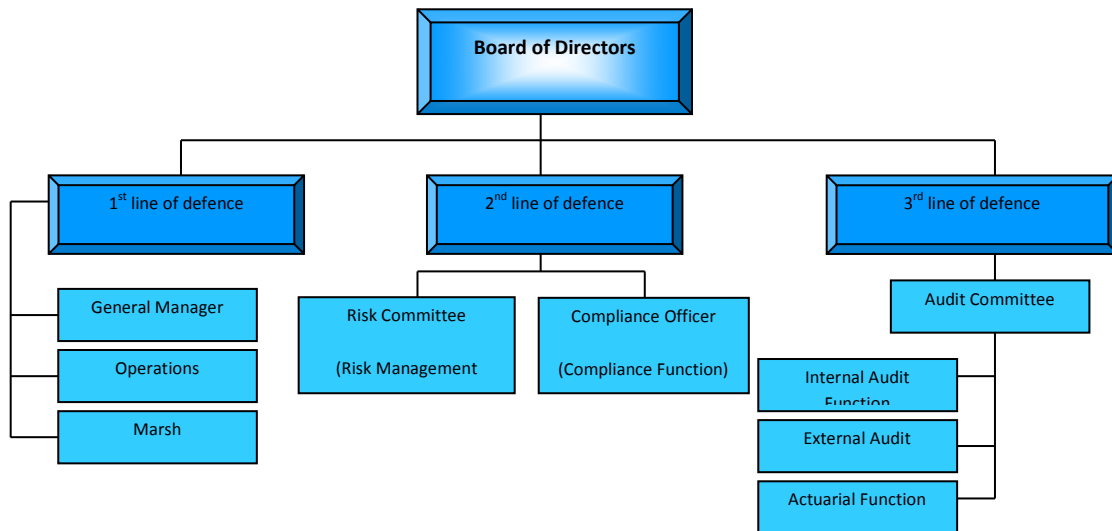 Board of Directors
1st line of defence
2nd line of defence
3rd line of defence
General Manager
Operations
Marsh
Risk Committee
(Risk Management
Compliance Officer
(Compliance Function)
Audit Committee
Internal Audit
Function
External Audit
Actuarial Function